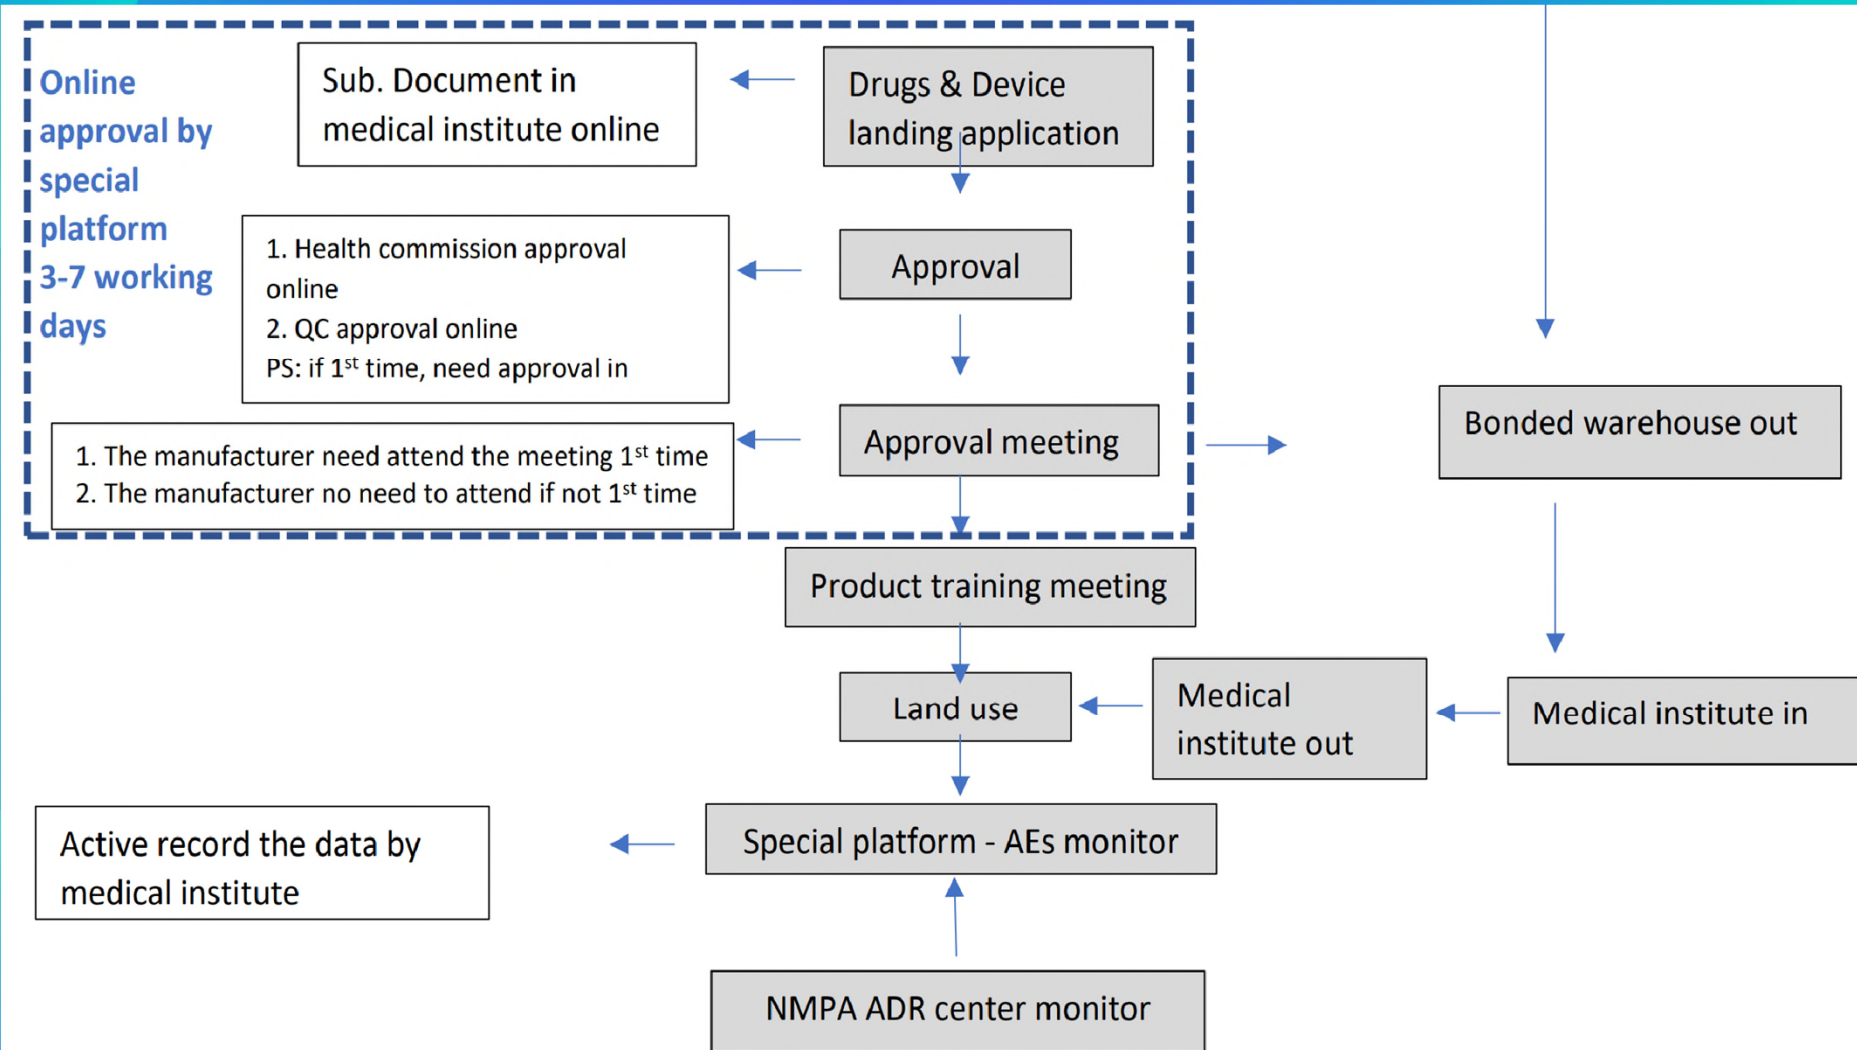 Online
approval by
special
platform
3-7 working
days
Sub. Document in
medical institute online
Drugs & Device
landing application
1. Health commission approval
online
2. QC approval online
PS: if 1st time, need approval in
Approval
1. The manufacturer need attend the meeting 1st time
2. The manufacturer no need to attend if not 1st time
Approval meeting
Bonded warehouse out
Product training meeting
Land use
Medical
institute out
Medical institute in
Active record the data by
medical institute
Special platform - AEs monitor
NMPA ADR center monitor